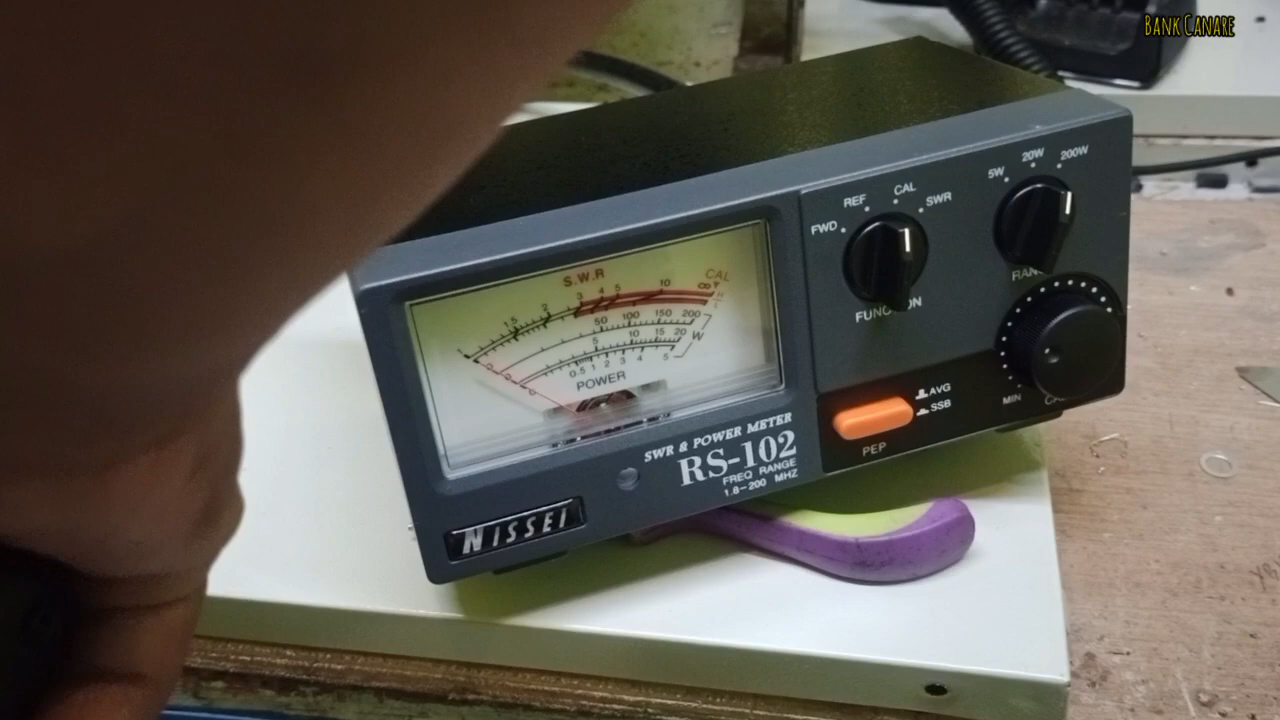 BANK CANARE
5W 20W 200W
FWD REF CAL SWR
FUNCTION
S.W.R CAL
1.5 2 3 4 5 10 ∞
H
L
50 100 150 200
5 10 15 20 W
0.5 1 2 3 4 5
POWER
MIN
AVG
SSB
PEP
SWR & POWER METER
RS-102
FREQ RANGE
1.8-200 MHZ
NISSEI